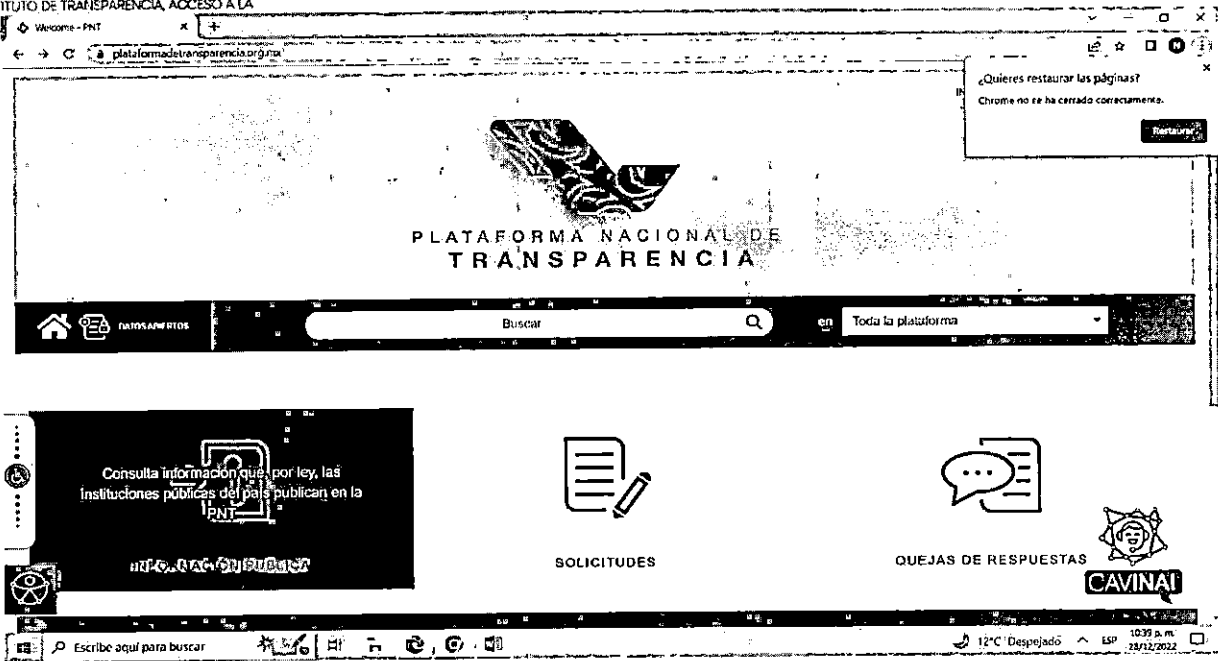 ITUTO DE TRANSPARENCIA, ACCESO A LA
Welcome - PNT
plataformadetransparencia.org.mx
¿Quieres restaurar las páginas?
Chrome no se ha cerrado correctamente.
Restaurar
PLATAFORMA NACIONAL DE
TRANSPARENCIA
DATOS ABIERTOS
Buscar
en
Toda la plataforma
Consulta información que, por ley, las
instituciones públicas del país publican en la
PNT
INFORMACIÓN PÚBLICA
SOLICITUDES
QUEJAS DE RESPUESTAS
CAVINAI
Escribe aquí para buscar
12°C Despejado
ESP
10:39 p. m.
28/12/2022